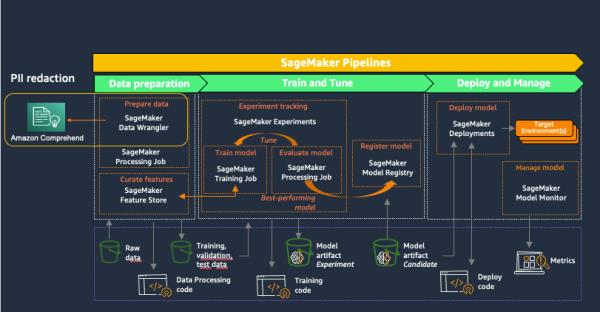 SageMaker Pipelines
PII redaction
Data preparation
Train and Tune
Deploy and Manage
Amazon Comprehend
Prepare data
SageMaker
Data Wrangler
SageMaker
Processing Job
Curate features
SageMaker
Feature Store
Experiment tracking
SageMaker Experiments
Tune
Train model
SageMaker
Training Job
Evaluate model
SageMaker
Processing Job
Best-performing
model
Register model
SageMaker
Model Registry
Deploy model
SageMaker
Deployments
Target
Environment(s)
Manage model
SageMaker
Model Monitor
Raw
data
Training,
validation,
test data
Model
artifact
Experiment
Model
artifact
Candidate
Metrics
Data Processing
code
Training
code
Deploy
code